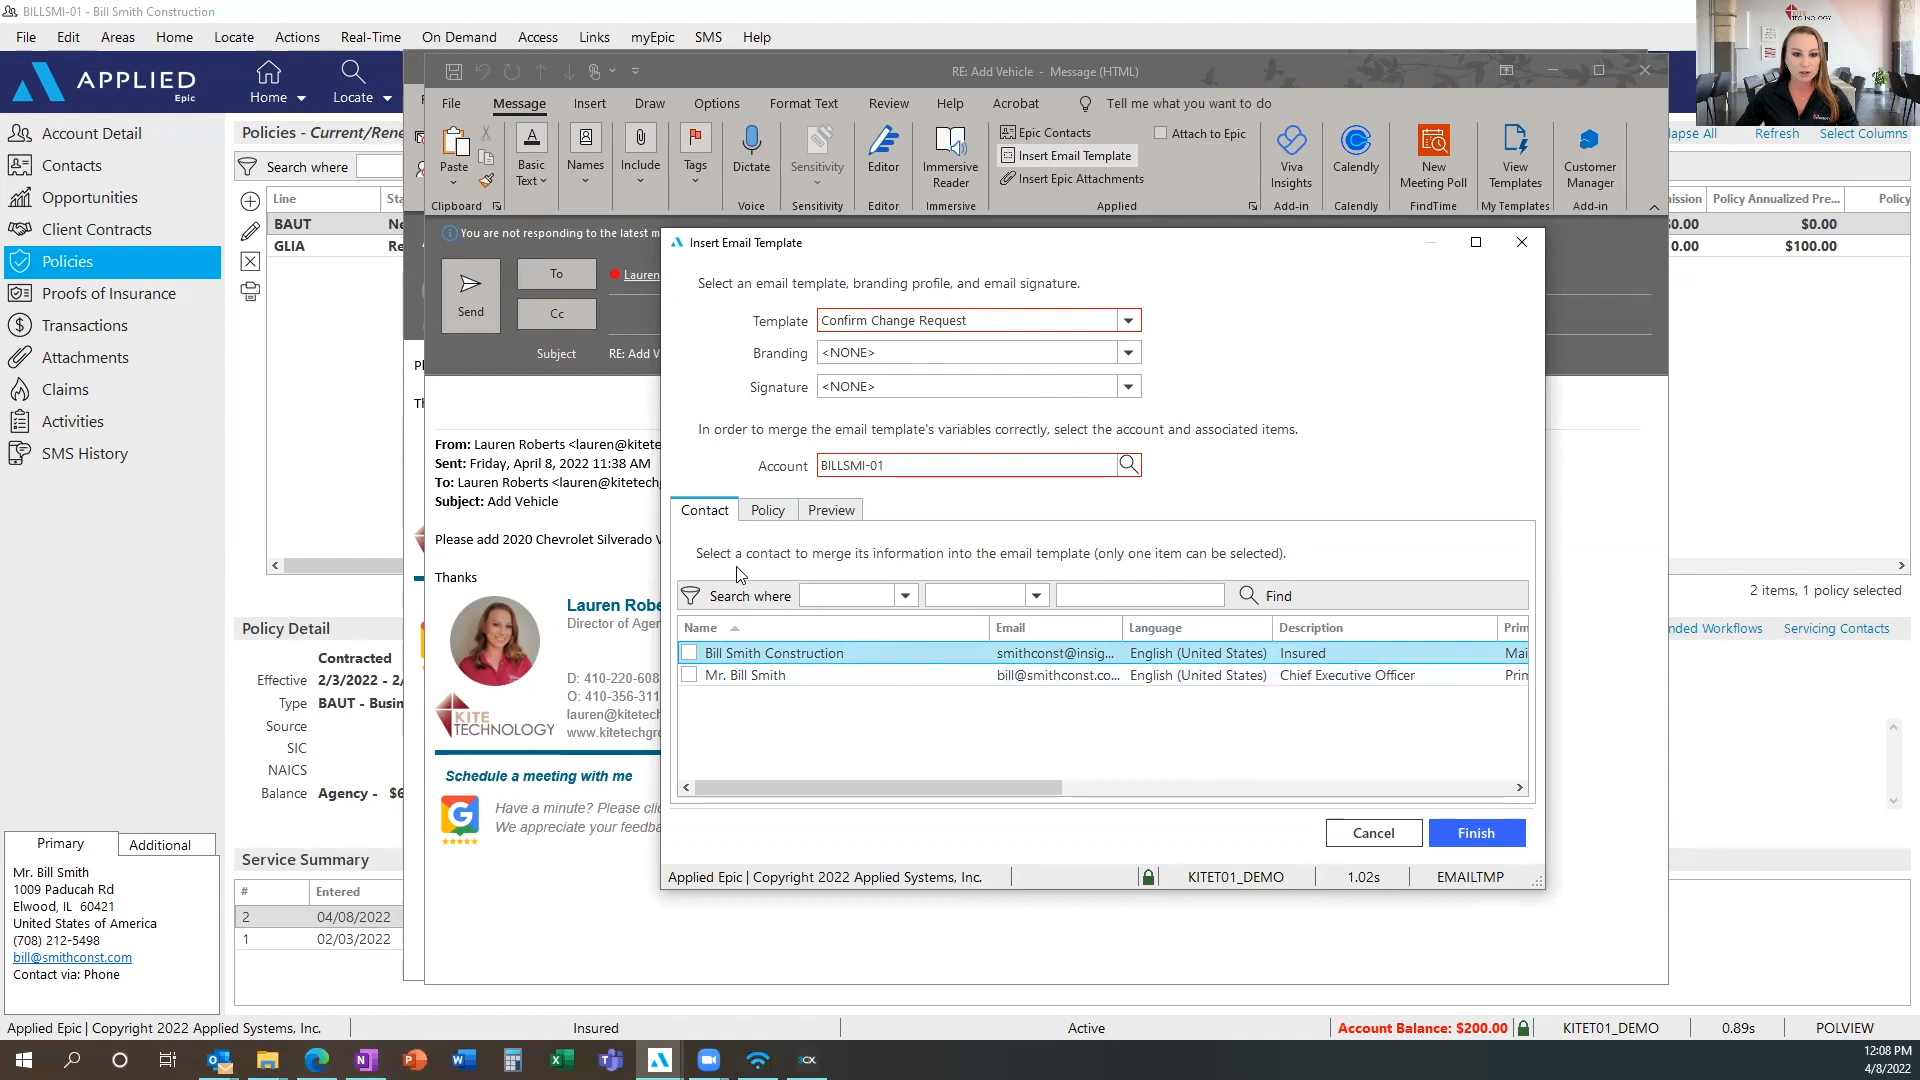 BILLSMI-01 - Bill Smith Construction
File Edit Areas Home Locate Actions Real-Time On Demand Access Links myEpic SMS Help
APPLIED
Epic
Home
Locate
Account Detail
Contacts
Opportunities
Client Contracts
Policies
Proofs of Insurance
Transactions
Attachments
Claims
Activities
SMS History
Primary
Additional
Mr. Bill Smith
1009 Paducah Rd
Elwood, IL 60421
United States of America
(708) 212-5498
bill@smithconst.com
Contact via: Phone
Policies - Current/Rene
Search where
Line Sta
BAUT Ne
GLIA Re
Policy Detail
Contracted
Effective 2/3/2022 - 2/
Type BAUT - Busin
Source
SIC
NAICS
Balance Agency - $6
Service Summary
# Entered
2 04/08/2022
1 02/03/2022
RE: Add Vehicle - Message (HTML)
File Message Insert Draw Options Format Text Review Help Acrobat Tell me what you want to do
Paste
Clipboard
Basic
Text
Names
Include
Tags
Dictate
Voice
Sensitivity
Sensitivity
Editor
Editor
Immersive
Reader
Immersive
Epic Contacts
Attach to Epic
Insert Email Template
Insert Epic Attachments
Applied
Viva
Insights
Add-in
Calendly
Calendly
New
Meeting Poll
FindTime
View
Templates
My Templates
Customer
Manager
Add-in
You are not responding to the latest m
Send
To
Lauren
Cc
Subject RE: Add V
From: Lauren Roberts <lauren@kitete
Sent: Friday, April 8, 2022 11:38 AM
To: Lauren Roberts <lauren@kitetech
Subject: Add Vehicle
Please add 2020 Chevrolet Silverado V
Thanks
Lauren Robe
Director of Agen
D: 410-220-608
O: 410-356-311
lauren@kitetech
www.kitetechgro
KITE
TECHNOLOGY
Schedule a meeting with me
Have a minute? Please clic
We appreciate your feedba
Insert Email Template
Select an email template, branding profile, and email signature.
Template Confirm Change Request
Branding <NONE>
Signature <NONE>
In order to merge the email template's variables correctly, select the account and associated items.
Account BILLSMI-01
Contact Policy Preview
Select a contact to merge its information into the email template (only one item can be selected).
Search where
Find
Name Email Language Description Prim
Bill Smith Construction smithconst@insig... English (United States) Insured Mai
Mr. Bill Smith bill@smithconst.co... English (United States) Chief Executive Officer Prin
Cancel
Finish
Applied Epic | Copyright 2022 Applied Systems, Inc. KITET01_DEMO 1.02s EMAILTMP
KITE
lapse All Refresh Select Columns
ission Policy Annualized Pre... Policy
0.00 $0.00
0.00 $100.00
2 items, 1 policy selected
nded Workflows Servicing Contacts
Applied Epic | Copyright 2022 Applied Systems, Inc. Insured Active Account Balance: $200.00 KITET01_DEMO 0.89s POLVIEW
12:08 PM
4/8/2022